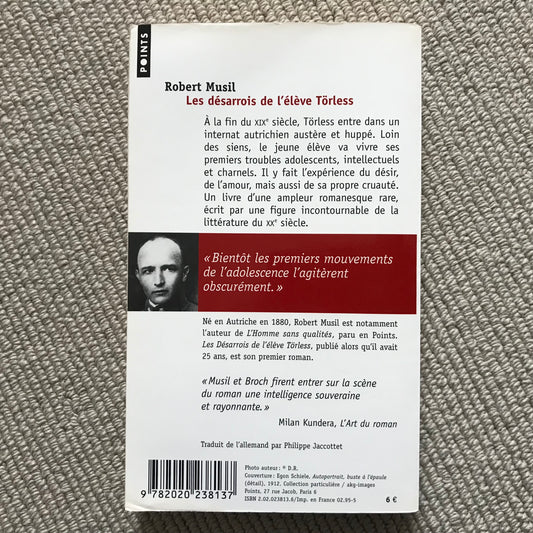 POINTS
Robert Musil
Les désarrois de l'élève Törless
À la fin du XIXe siècle, Törless entre dans un
internat autrichien austère et huppé. Loin
des siens, le jeune élève va vivre ses
premiers troubles adolescents, intellectuels
et charnels. Il y fait l'expérience du désir,
de l'amour, mais aussi de sa propre cruauté.
Un livre d'une ampleur romanesque rare,
écrit par une figure incontournable de la
littérature du XXe siècle.
« Bientôt les premiers mouvements
de l'adolescence l'agitèrent
obscurément. »
Né en Autriche en 1880, Robert Musil est notamment
l'auteur de L'Homme sans qualités, paru en Points.
Les Désarrois de l'élève Törless, publié alors qu'il avait
25 ans, est son premier roman.
« Musil et Broch firent entrer sur la scène
du roman une intelligence souveraine
et rayonnante. »
Milan Kundera, L'Art du roman
Traduit de l'allemand par Philippe Jaccottet
Photo auteur : © D.R.
Couverture : Egon Schiele, Autoportrait, buste à l'épaule
(détail), 1912. Collection particulière / akg-images
Points, 27 rue Jacob, Paris 6
ISBN 2.02.023813.6/Imp. en France 02.95-5
6 €
9 782020 238137